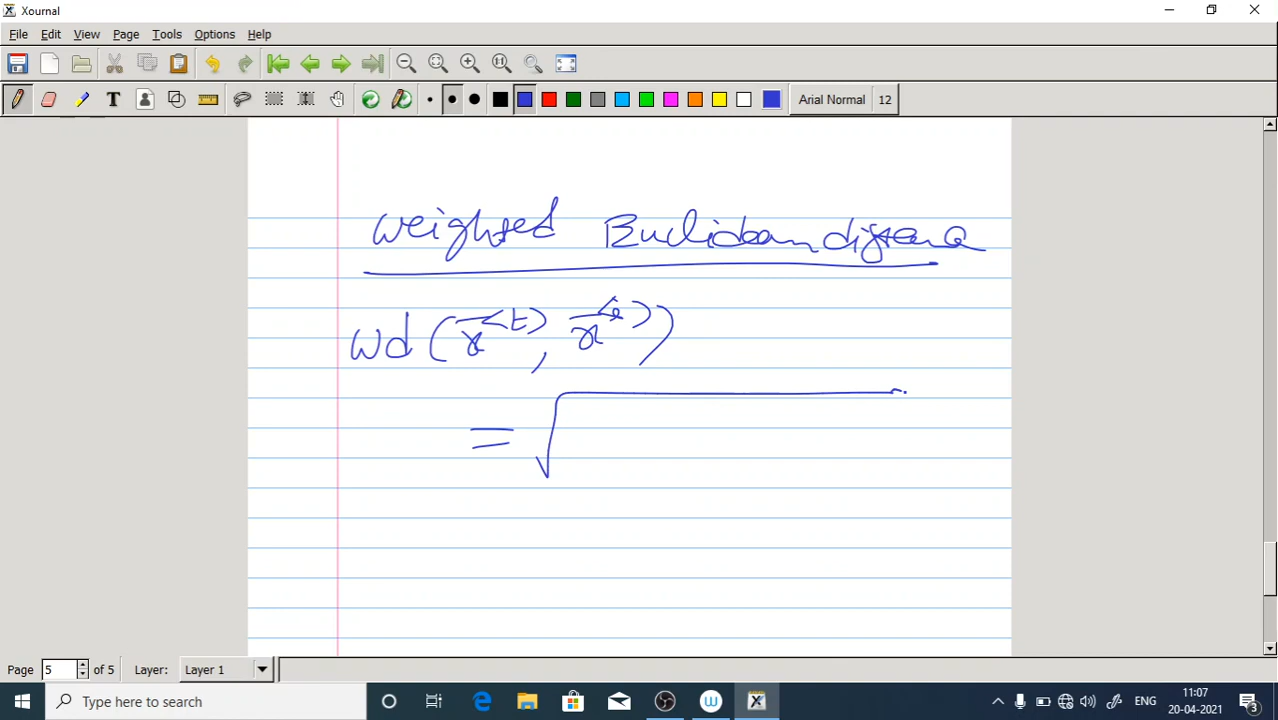 Xournal
File Edit View Page Tools Options Help
Arial Normal 12
Weighted Euclidean distance
wd (x⃗^(t), x⃗^(i))
= √
Page 5 of 5 Layer: Layer 1
Type here to search
ENG
11:07
20-04-2021
3